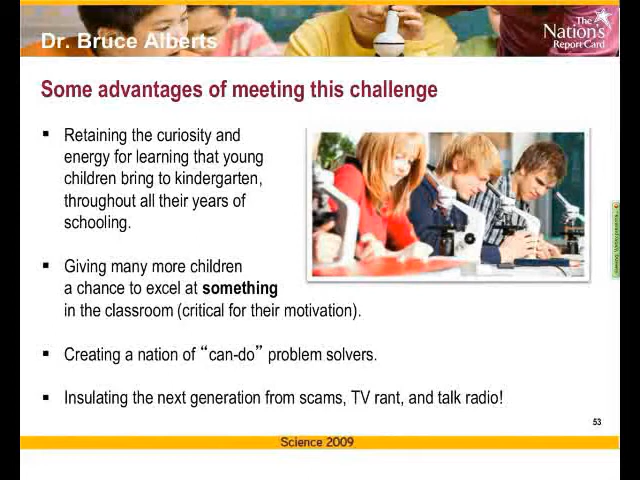 Dr. Bruce Alberts
The
Nation's
Report Card
Some advantages of meeting this challenge
▪ Retaining the curiosity and
energy for learning that young
children bring to kindergarten,
throughout all their years of
schooling.
▪ Giving many more children
a chance to excel at something
in the classroom (critical for their motivation).
▪ Creating a nation of “can-do” problem solvers.
▪ Insulating the next generation from scams, TV rant, and talk radio!
53
Science 2009